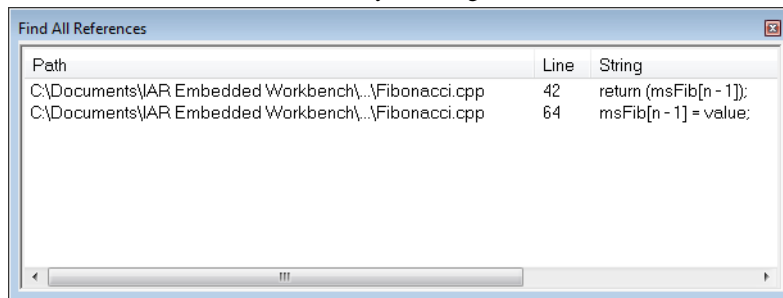 Find All References
Path Line String
C:\Documents\IAR Embedded Workbench\...\Fibonacci.cpp 42 return (msFib[n - 1]);
C:\Documents\IAR Embedded Workbench\...\Fibonacci.cpp 64 msFib[n - 1] = value;